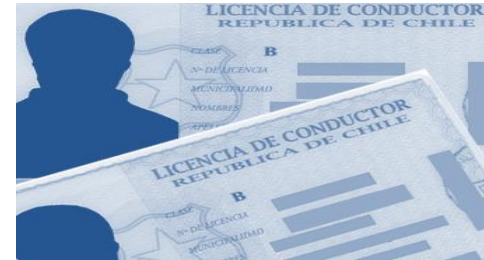 LICENCIA DE CONDUCTOR
REPUBLICA DE CHILE
CLASE B
Nº DE LICENCIA
MUNICIPALIDAD
NOMBRES
LICENCIA DE CONDUCTOR
REPUBLICA DE CHILE
CLASE B
Nº DE LICENCIA
MUNICIPALIDAD